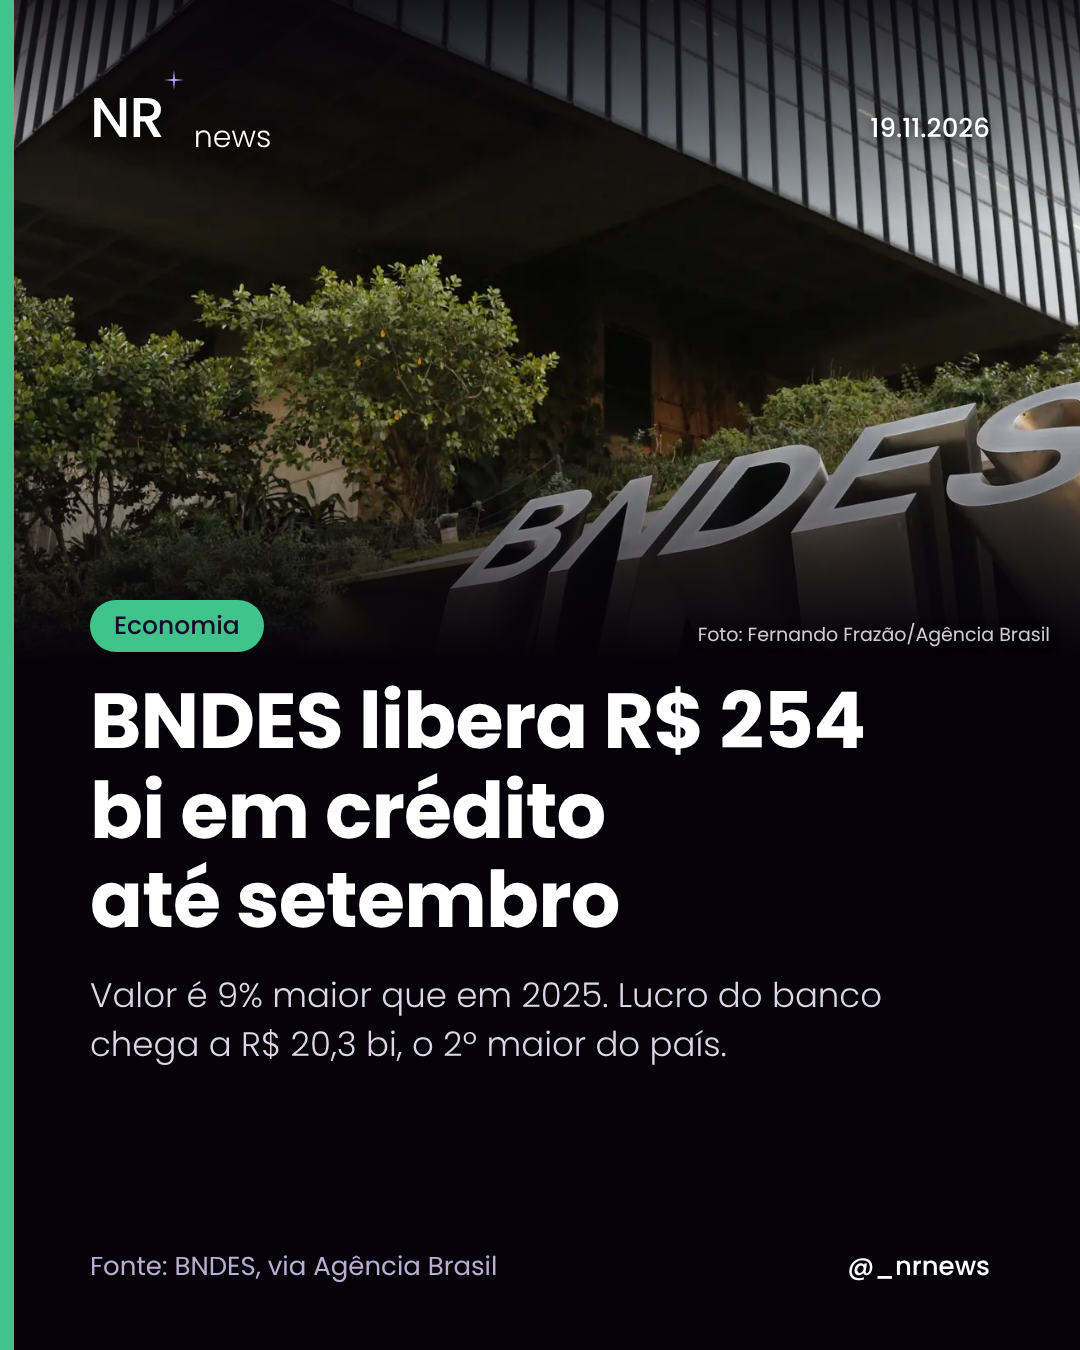 NR
news
19.11.2026
BNDES
Economia
Foto: Fernando Frazão/Agência Brasil
BNDES libera R$ 254
bi em crédito
até setembro
Valor é 9% maior que em 2025. Lucro do banco
chega a R$ 20,3 bi, o 2º maior do país.
Fonte: BNDES, via Agência Brasil
@_nrnews